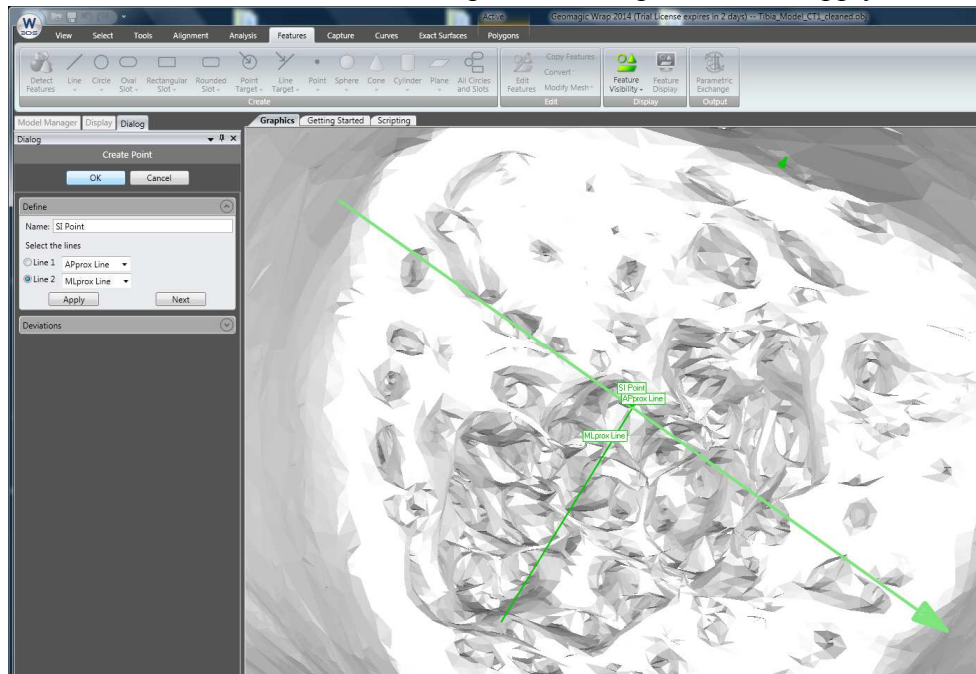 Active
Geomagic Wrap 2014 (Trial License expires in 2 days) -- Tibia_Model_CT1_cleaned.obj
W
3DS
View Select Tools Alignment Analysis Features Capture Curves Exact Surfaces Polygons
Detect Features
Line
Circle
Oval Slot
Rectangular Slot
Rounded Slot
Point Target
Line Target
Point
Sphere
Cone
Cylinder
Plane
All Circles and Slots
Create
Edit Features
Copy Features
Convert
Modify Mesh
Edit
Feature Visibility
Feature Display
Display
Parametric Exchange
Output
Model Manager Display Dialog
Graphics Getting Started Scripting
Dialog
Create Point
OK Cancel
Define
Name: SI Point
Select the lines
Line 1 APprox Line
Line 2 MLprox Line
Apply Next
Deviations
SI Point
APprox Line
MLprox Line